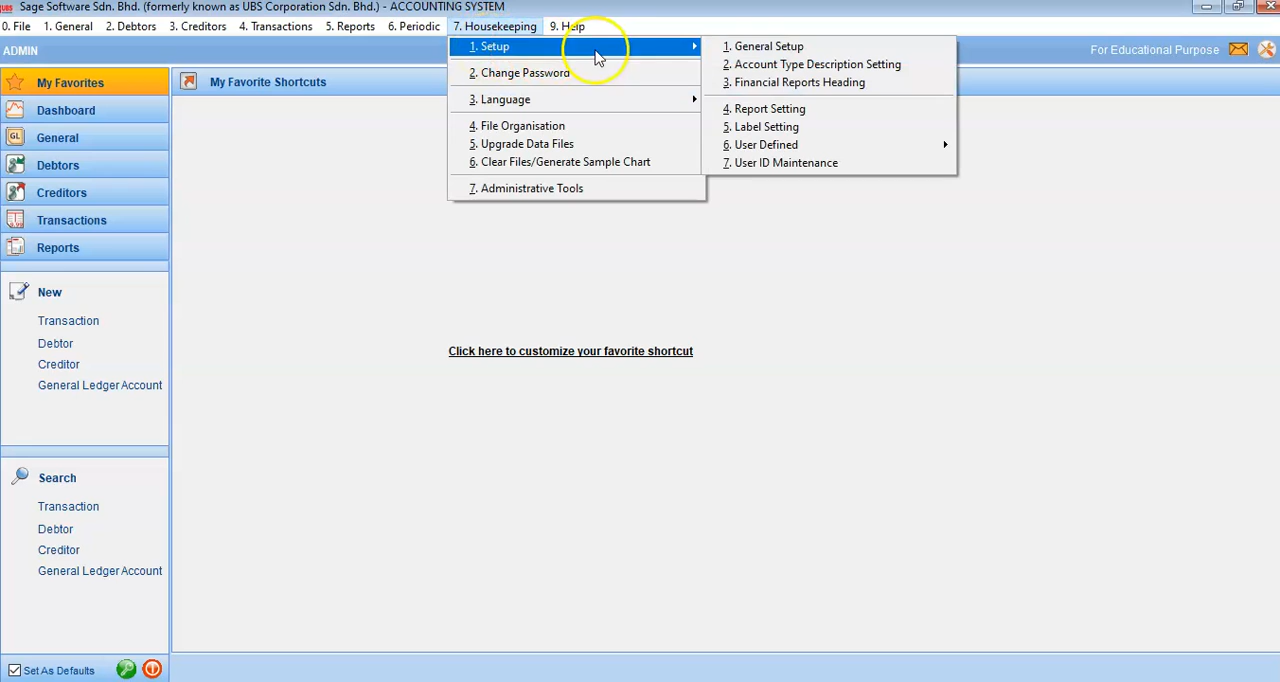 UBS Sage Software Sdn. Bhd. (formerly known as UBS Corporation Sdn. Bhd.) - ACCOUNTING SYSTEM
0. File 1. General 2. Debtors 3. Creditors 4. Transactions 5. Reports 6. Periodic 7. Housekeeping 9. Help
ADMIN
For Educational Purpose
1. Setup
2. Change Password
3. Language
4. File Organisation
5. Upgrade Data Files
6. Clear Files/Generate Sample Chart
7. Administrative Tools
1. General Setup
2. Account Type Description Setting
3. Financial Reports Heading
4. Report Setting
5. Label Setting
6. User Defined
7. User ID Maintenance
My Favorites
Dashboard
GL General
Debtors
Creditors
Transactions
Reports
New
Transaction
Debtor
Creditor
General Ledger Account
Search
Transaction
Debtor
Creditor
General Ledger Account
Set As Defaults
My Favorite Shortcuts
Click here to customize your favorite shortcut